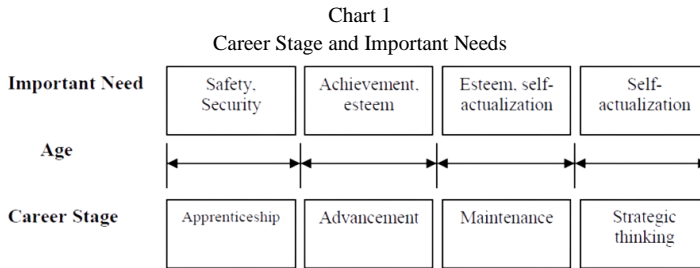 Chart 1
Career Stage and Important Needs
Important Need
Safety,
Security
Achievement,
esteem
Esteem, self-
actualization
Self-
actualization
Age
Career Stage
Apprenticeship
Advancement
Maintenance
Strategic
thinking